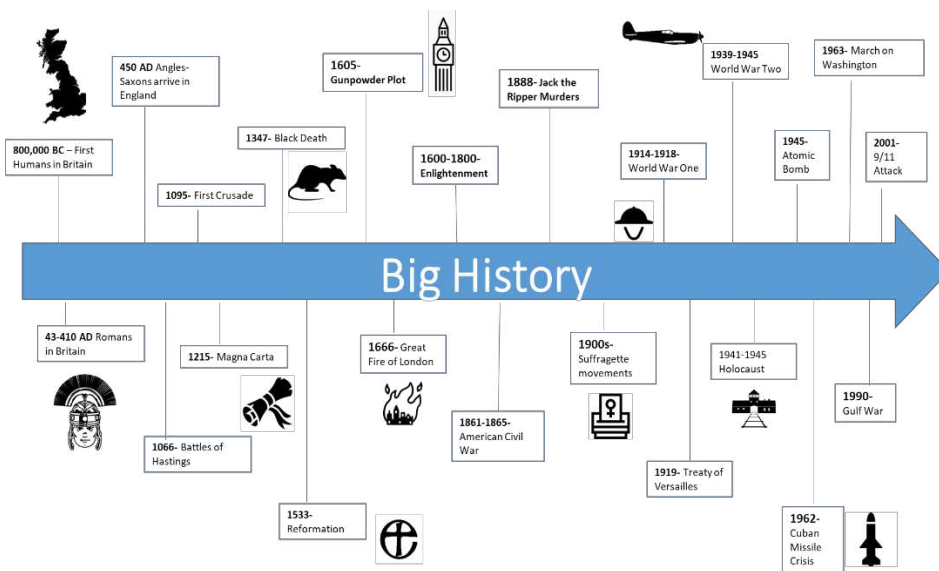 450 AD Angles-
Saxons arrive in
England
1605-
Gunpowder Plot
1939-1945
World War Two
1963- March on
Washington
1888- Jack the
Ripper Murders
800,000 BC – First
Humans in Britain
1347- Black Death
1600-1800-
Enlightenment
1914-1918-
World War One
1945-
Atomic
Bomb
2001-
9/11
Attack
1095- First Crusade
Big History
43-410 AD Romans
in Britain
1215- Magna Carta
1666- Great
Fire of London
1900s-
Suffragette
movements
1941-1945
Holocaust
1990-
Gulf War
1066- Battles of
Hastings
1861-1865-
American Civil
War
1919- Treaty of
Versailles
1533-
Reformation
1962-
Cuban
Missile
Crisis